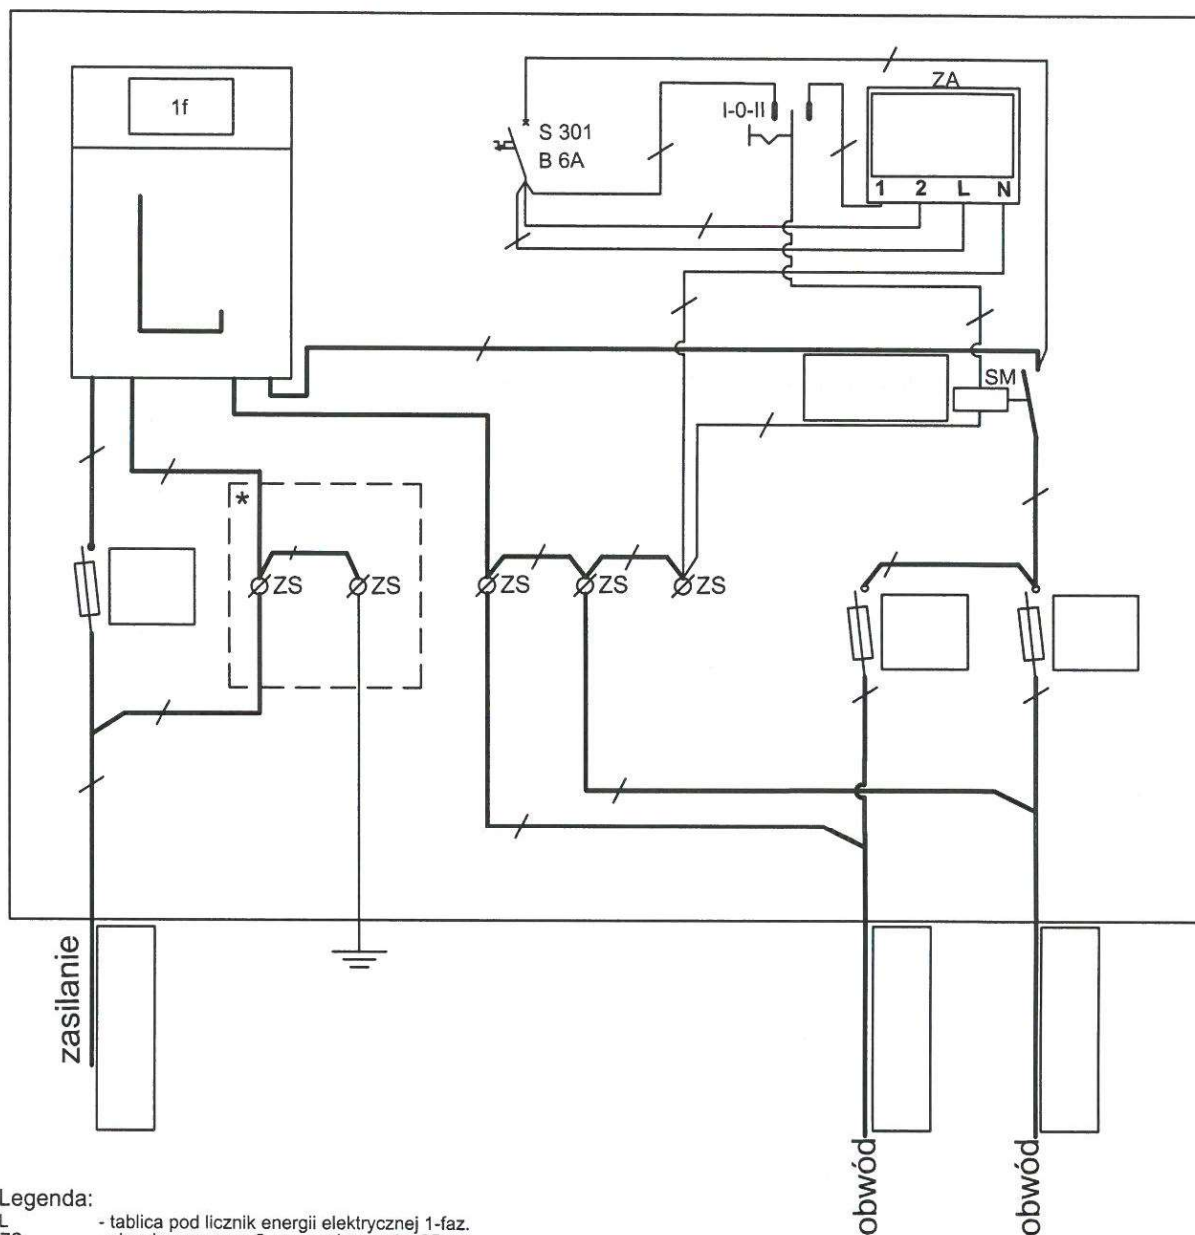 1f
ZA
I-0-II
S 301
B 6A
1 2 L N
SM
*
ZS ZS ZS ZS ZS
zasilanie
obwód
obwód
Legenda:
L - tablica pod licznik energii elektrycznej 1-faz.